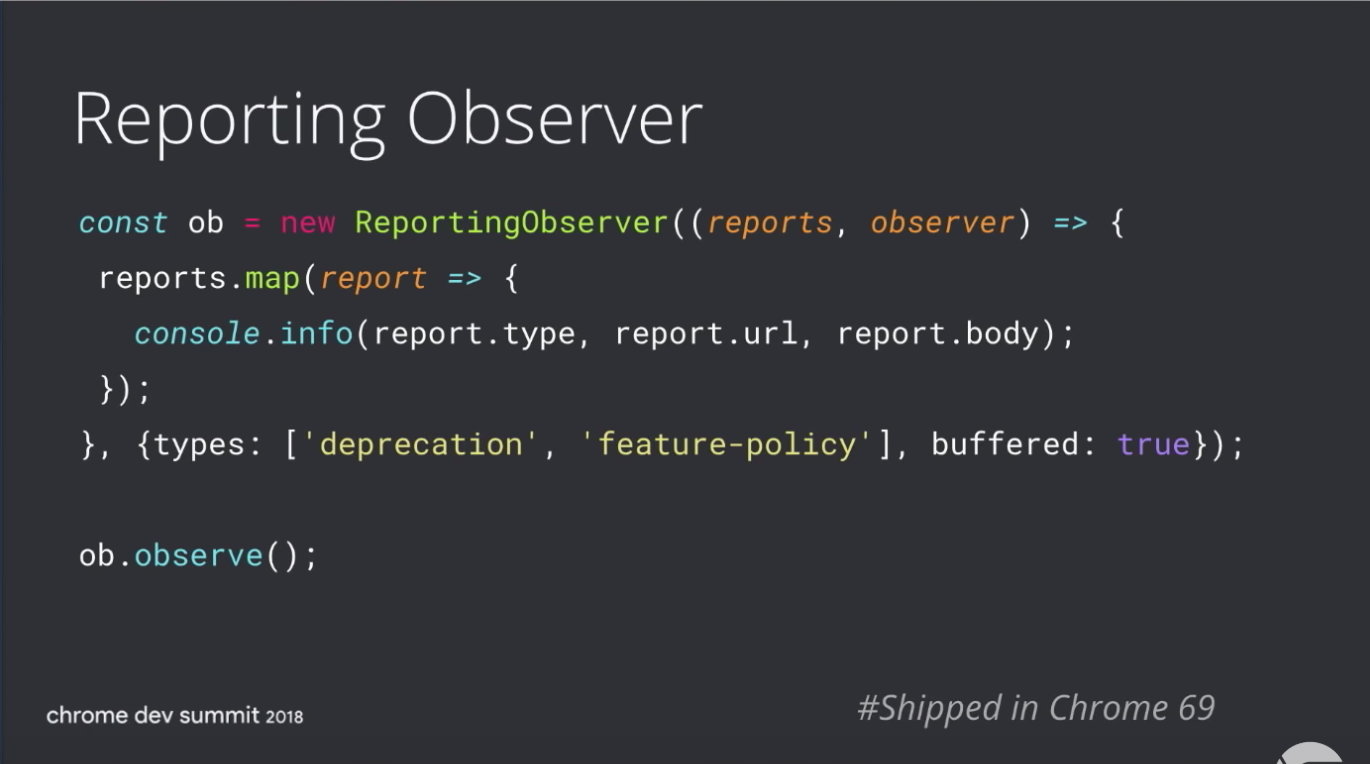 Reporting Observer
const ob = new ReportingObserver((reports, observer) => {
reports.map(report => {
console.info(report.type, report.url, report.body);
});
}, {types: ['deprecation', 'feature-policy'], buffered: true});
ob.observe();
chrome dev summit 2018
#Shipped in Chrome 69